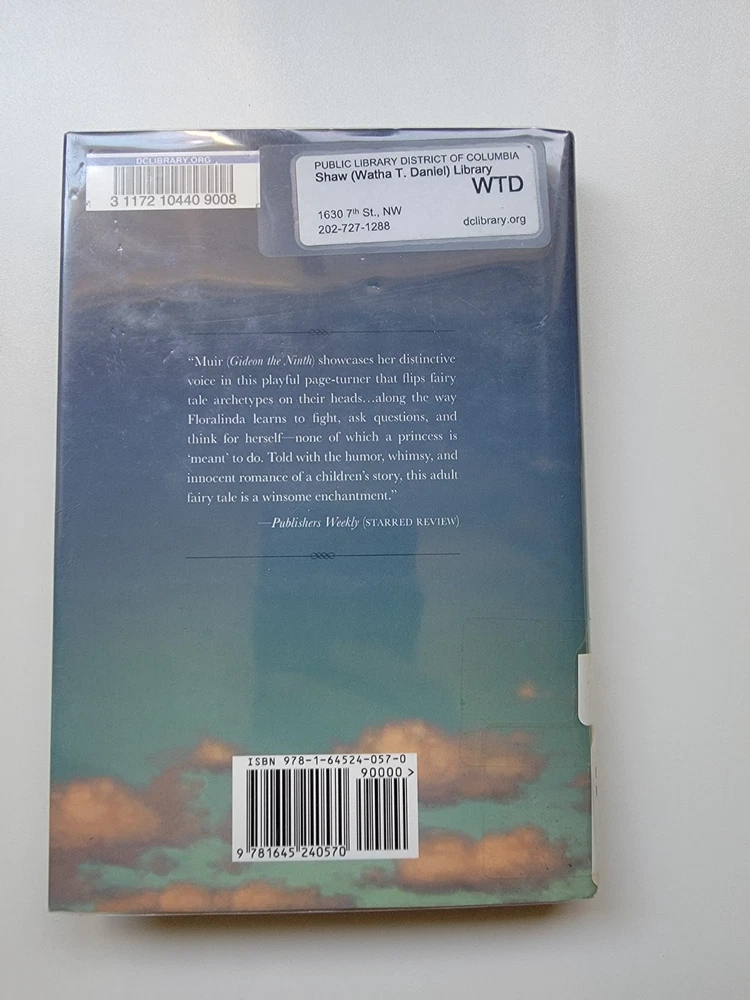 DCLIBRARY.ORG
3 1172 10440 9008
PUBLIC LIBRARY DISTRICT OF COLUMBIA
Shaw (Watha T. Daniel) Library
WTD
1630 7th St., NW
202-727-1288
dclibrary.org
“Muir (Gideon the Ninth) showcases her distinctive
voice in this playful page-turner that flips fairy
tale archetypes on their heads…along the way
Floralinda learns to fight, ask questions, and
think for herself—none of which a princess is
‘meant’ to do. Told with the humor, whimsy, and
innocent romance of a children’s story, this adult
fairy tale is a winsome enchantment.”
—Publishers Weekly (STARRED REVIEW)
ISBN 978-1-64524-057-0
90000 >
9 781645 240570